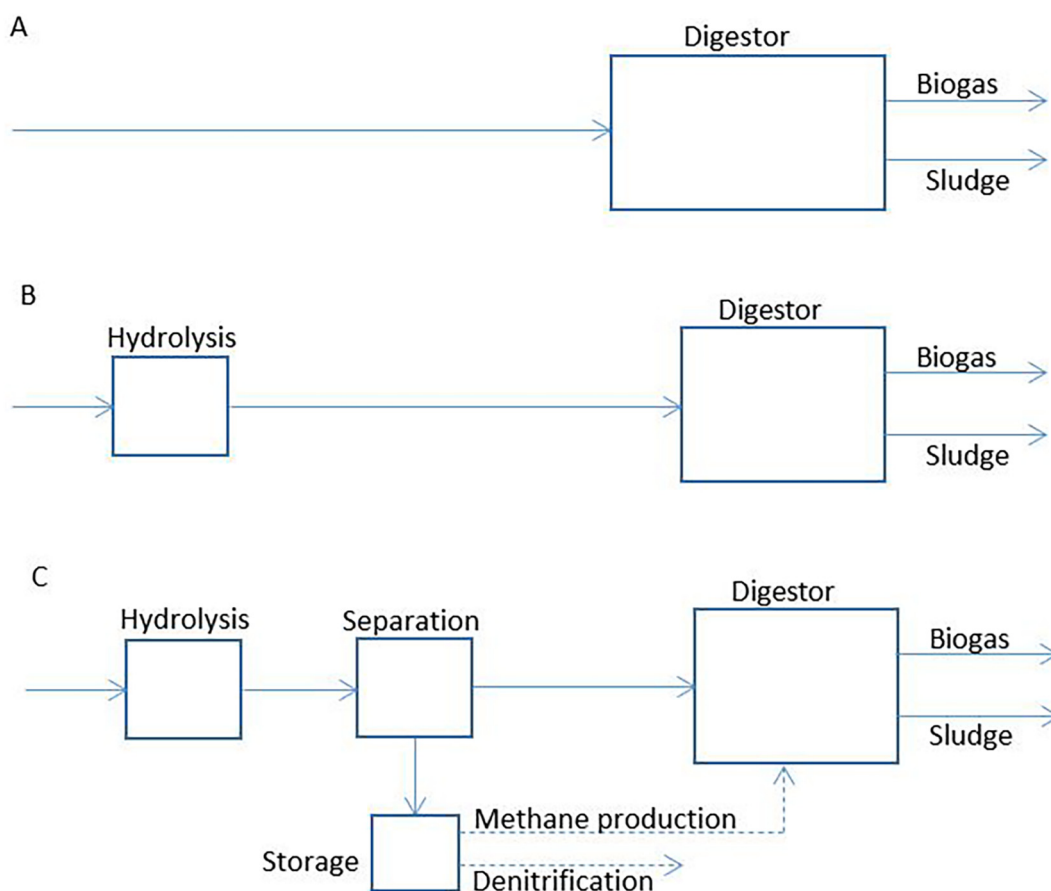 A
Digestor
Biogas
Sludge
B
Hydrolysis
Digestor
Biogas
Sludge
C
Hydrolysis
Separation
Digestor
Biogas
Sludge
Storage
Methane production
Denitrification